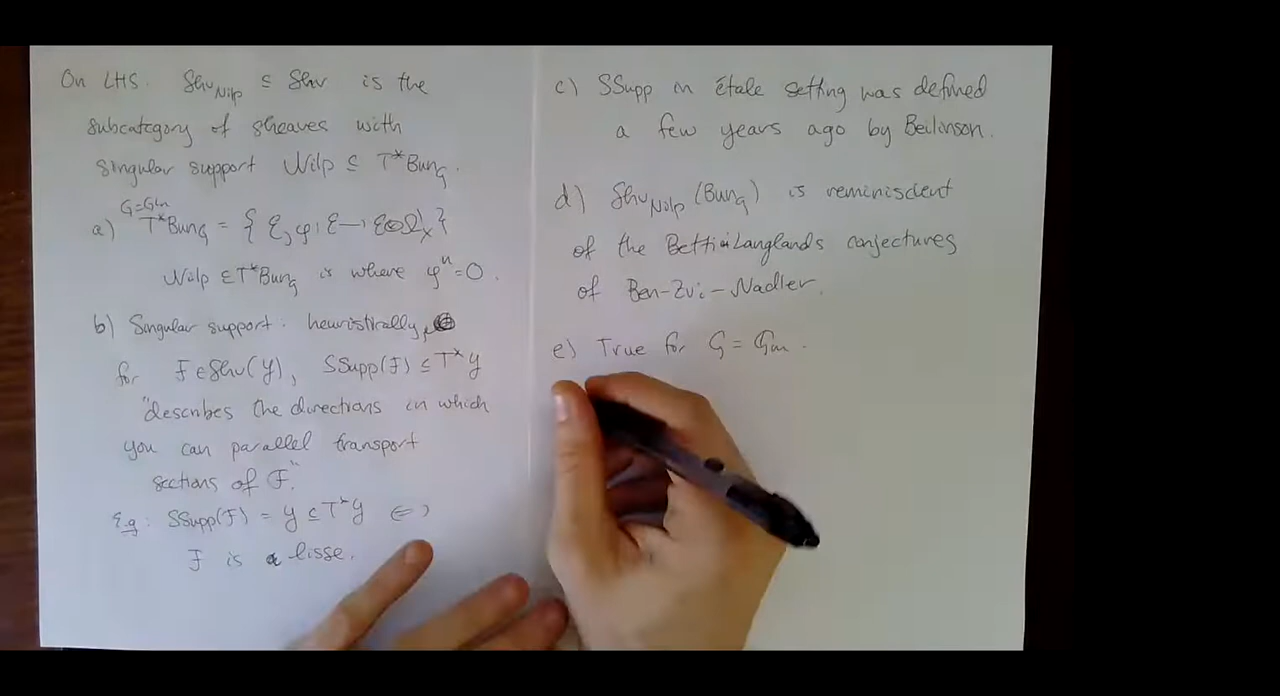 On LHS. Shv_Nilp ⊆ Shv is the
subcategory of sheaves with
singular support Nilp ⊆ T*Bun_G.
G=Gln
a) T*Bun_G = { E, φ: E → E⊗Ω¹_X }
Nilp ⊆ T*Bun_G is where φⁿ=0.
b) Singular support: heuristically,
for F ∈ Shv(Y), SSupp(F) ⊆ T*Y
"describes the directions in which
you can parallel transport
sections of F."
E.g: SSupp(F) = Y ⊆ T*Y ⟺
F is lisse.
c) SSupp in étale setting was defined
a few years ago by Beilinson.
d) Shv_Nilp(Bun_G) is reminisdent
of the Betti Langlands conjectures
of Ben-Zvi-Nadler.
e) True for G = Gm.